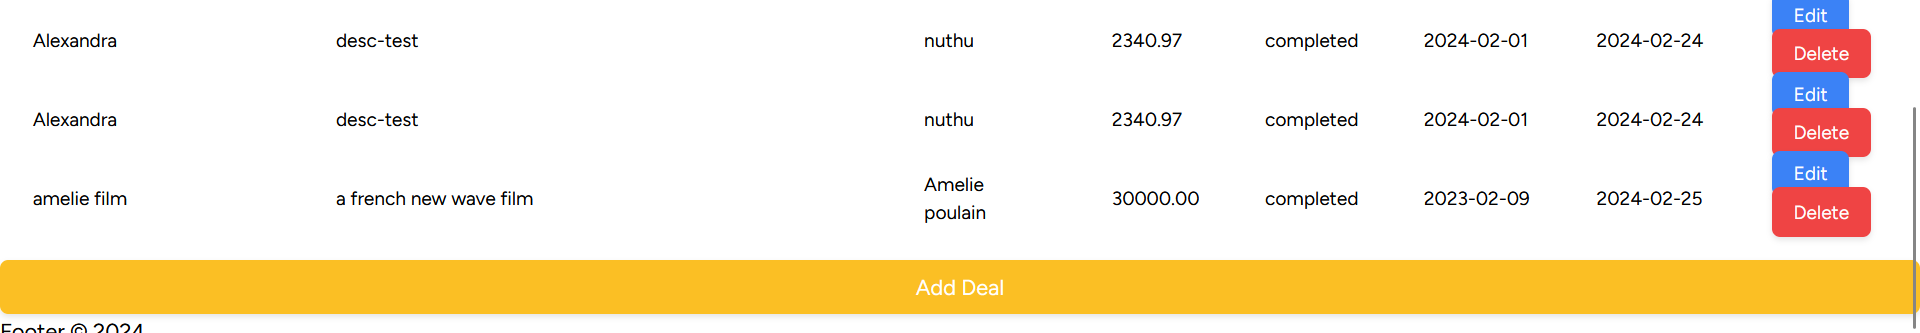 Edit
Alexandra desc-test nuthu 2340.97 completed 2024-02-01 2024-02-24
Delete
Edit
Alexandra desc-test nuthu 2340.97 completed 2024-02-01 2024-02-24
Delete
Edit
amelie film a french new wave film Amelie poulain 30000.00 completed 2023-02-09 2024-02-25
Delete
Add Deal
Footer © 2024